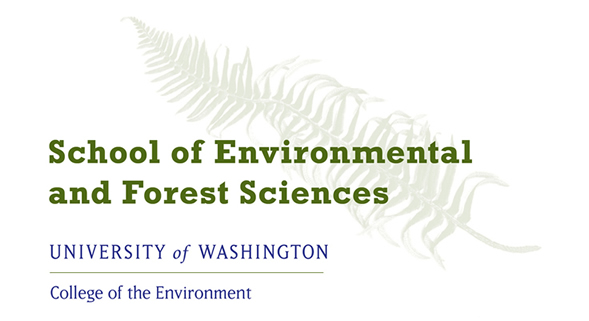 School of Environmental
and Forest Sciences
UNIVERSITY of WASHINGTON
College of the Environment